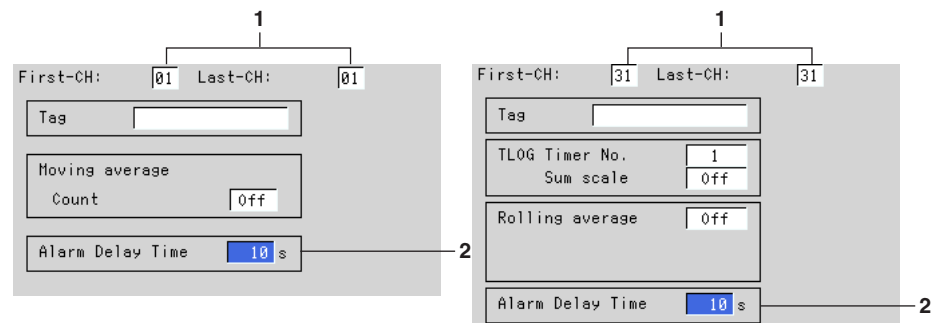 1
First-CH: 01 Last-CH: 01
Tag
Moving average
Count Off
Alarm Delay Time 10 s
2
1
First-CH: 31 Last-CH: 31
Tag
TLOG Timer No. 1
Sum scale Off
Rolling average Off
Alarm Delay Time 10 s
2